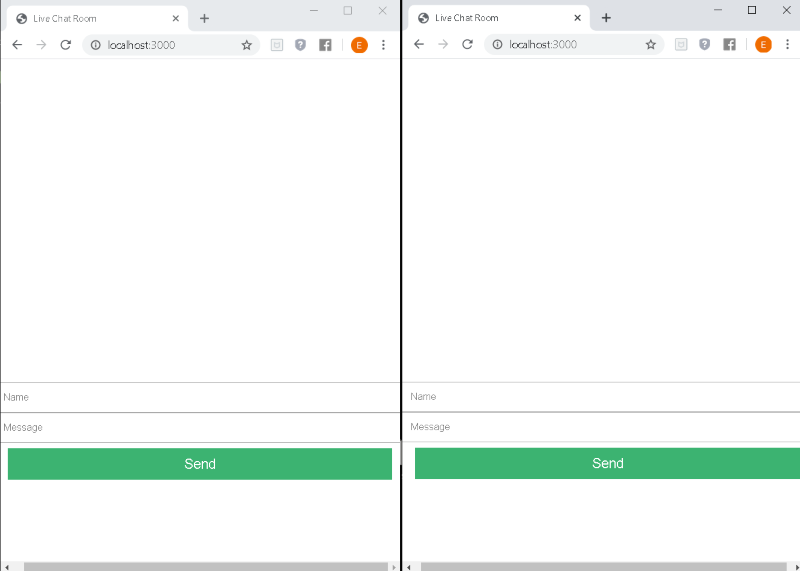 Live Chat Room
localhost:3000
E
Name
Message
Send
Live Chat Room
localhost:3000
E
Name
Message
Send